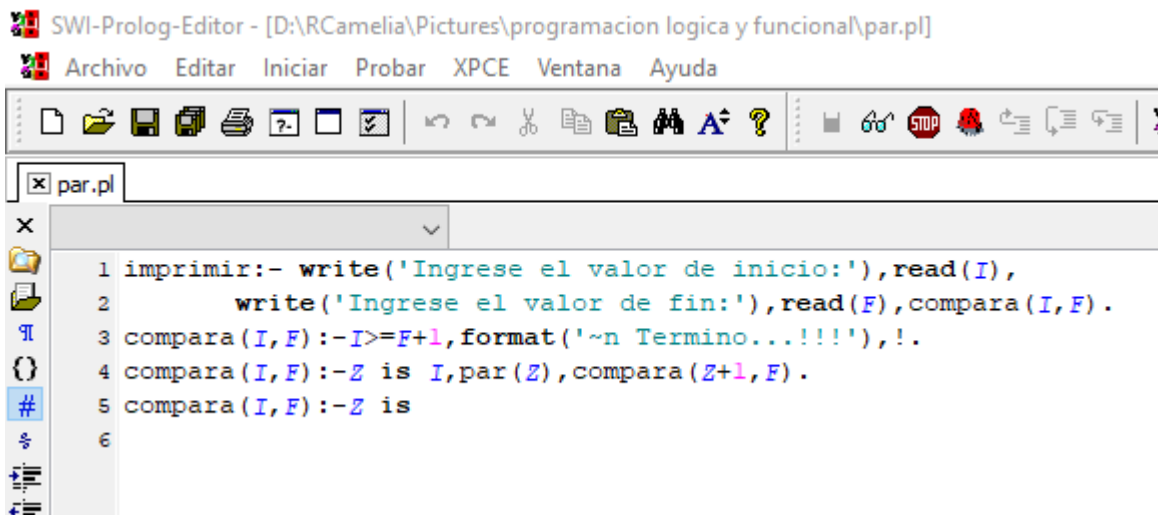 SWI-Prolog-Editor - [D:\RCamelia\Pictures\programacion logica y funcional\par.pl]
Archivo Editar Iniciar Probar XPCE Ventana Ayuda
par.pl
1 imprimir:- write('Ingrese el valor de inicio:'),read(I),
2 write('Ingrese el valor de fin:'),read(F),compara(I,F).
3 compara(I,F):-I>=F+1,format('~n Termino...!!!'),!.
4 compara(I,F):-Z is I,par(Z),compara(Z+1,F).
5 compara(I,F):-Z is
6